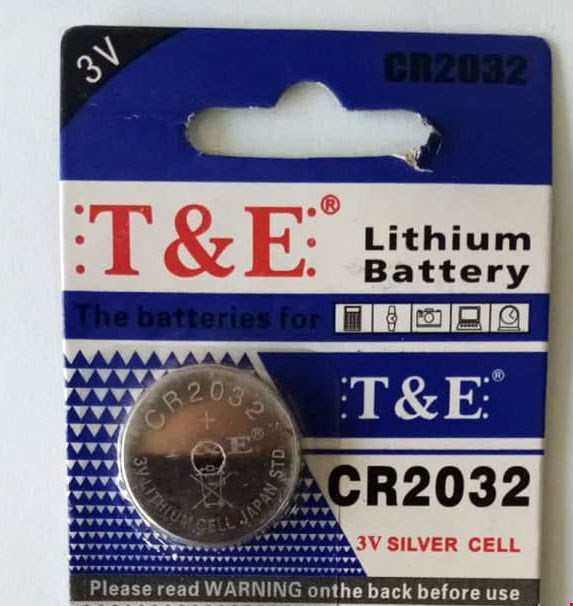 3V
CR2032
T&E®
Lithium
Battery
The batteries for
T&E®
CR2032
+
E®
3V LITHIUM CELL JAPAN STD
CR2032
3V SILVER CELL
Please read WARNING onthe back before use